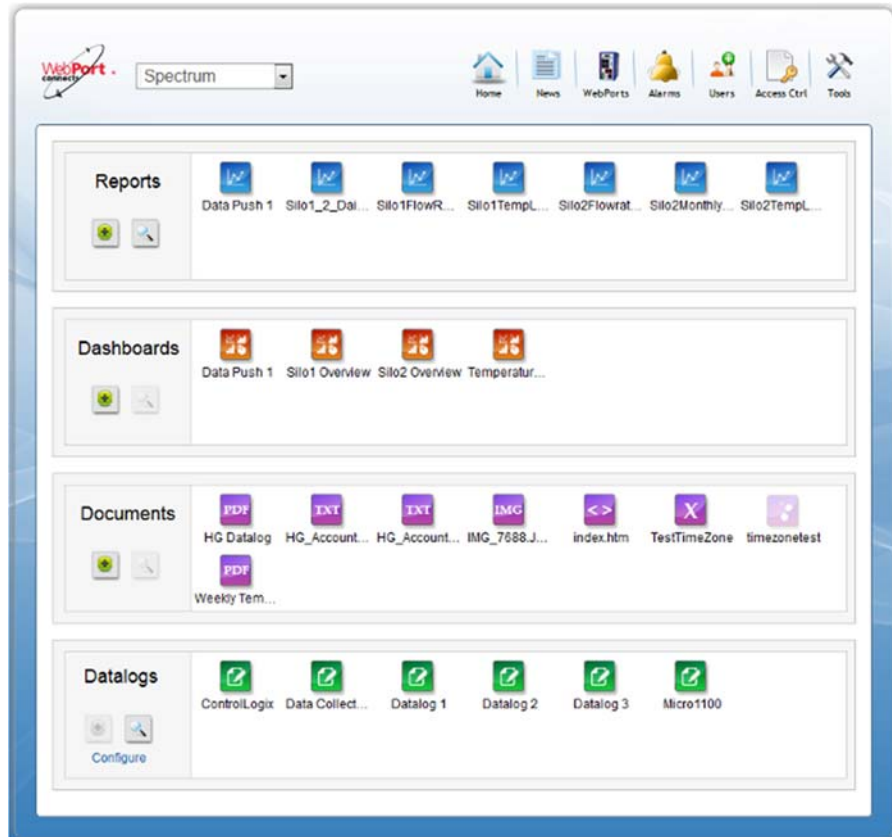 WebPort.
connects
Spectrum
Home News WebPorts Alarms Users Access Ctrl Tools
Reports
Data Push 1 Silo1_2_Dai... Silo1FlowR... Silo1TempL... Silo2Flowrat... Silo2Monthly... Silo2TempL...
Dashboards
Data Push 1 Silo1 Overview Silo2 Overview Temperatur...
Documents
PDF TXT TXT IMG <> X
HG Datalog HG_Account... HG_Account... IMG_7688.J... index.htm TestTimeZone timezonetest
PDF
Weekly Tem...
Datalogs
ControlLogix Data Collect... Datalog 1 Datalog 2 Datalog 3 Micro1100
Configure